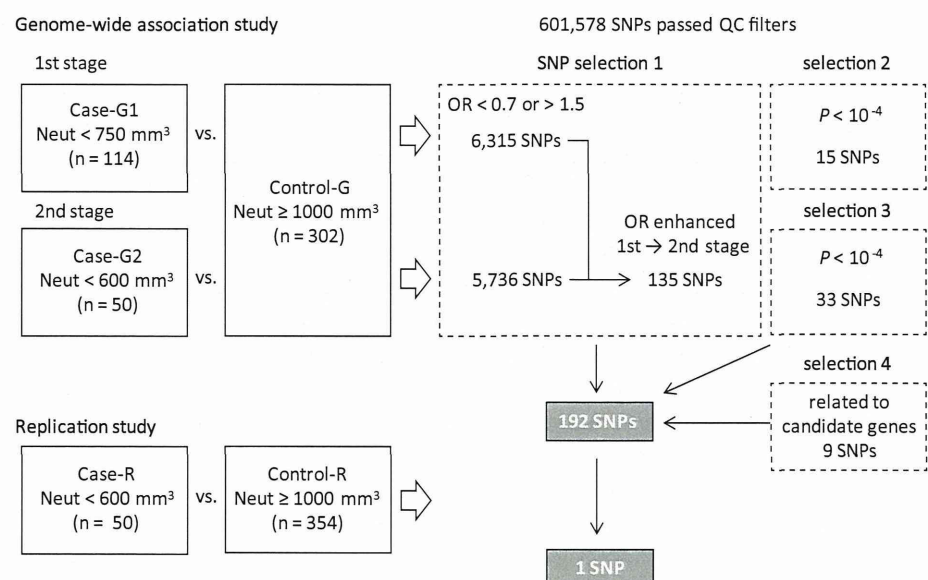 Genome-wide association study
601,578 SNPs passed QC filters
1st stage
SNP selection 1
selection 2
Case-G1
Neut < 750 mm³
(n = 114)
vs.
Control-G
Neut ≥ 1000 mm³
(n = 302)
OR < 0.7 or > 1.5
6,315 SNPs
P < 10⁻⁴
15 SNPs
2nd stage
selection 3
Case-G2
Neut < 600 mm³
(n = 50)
vs.
OR enhanced
1st → 2nd stage
5,736 SNPs
135 SNPs
P < 10⁻⁴
33 SNPs
selection 4
related to
candidate genes
9 SNPs
192 SNPs
Replication study
Case-R
Neut < 600 mm³
(n = 50)
vs.
Control-R
Neut ≥ 1000 mm³
(n = 354)
1 SNP